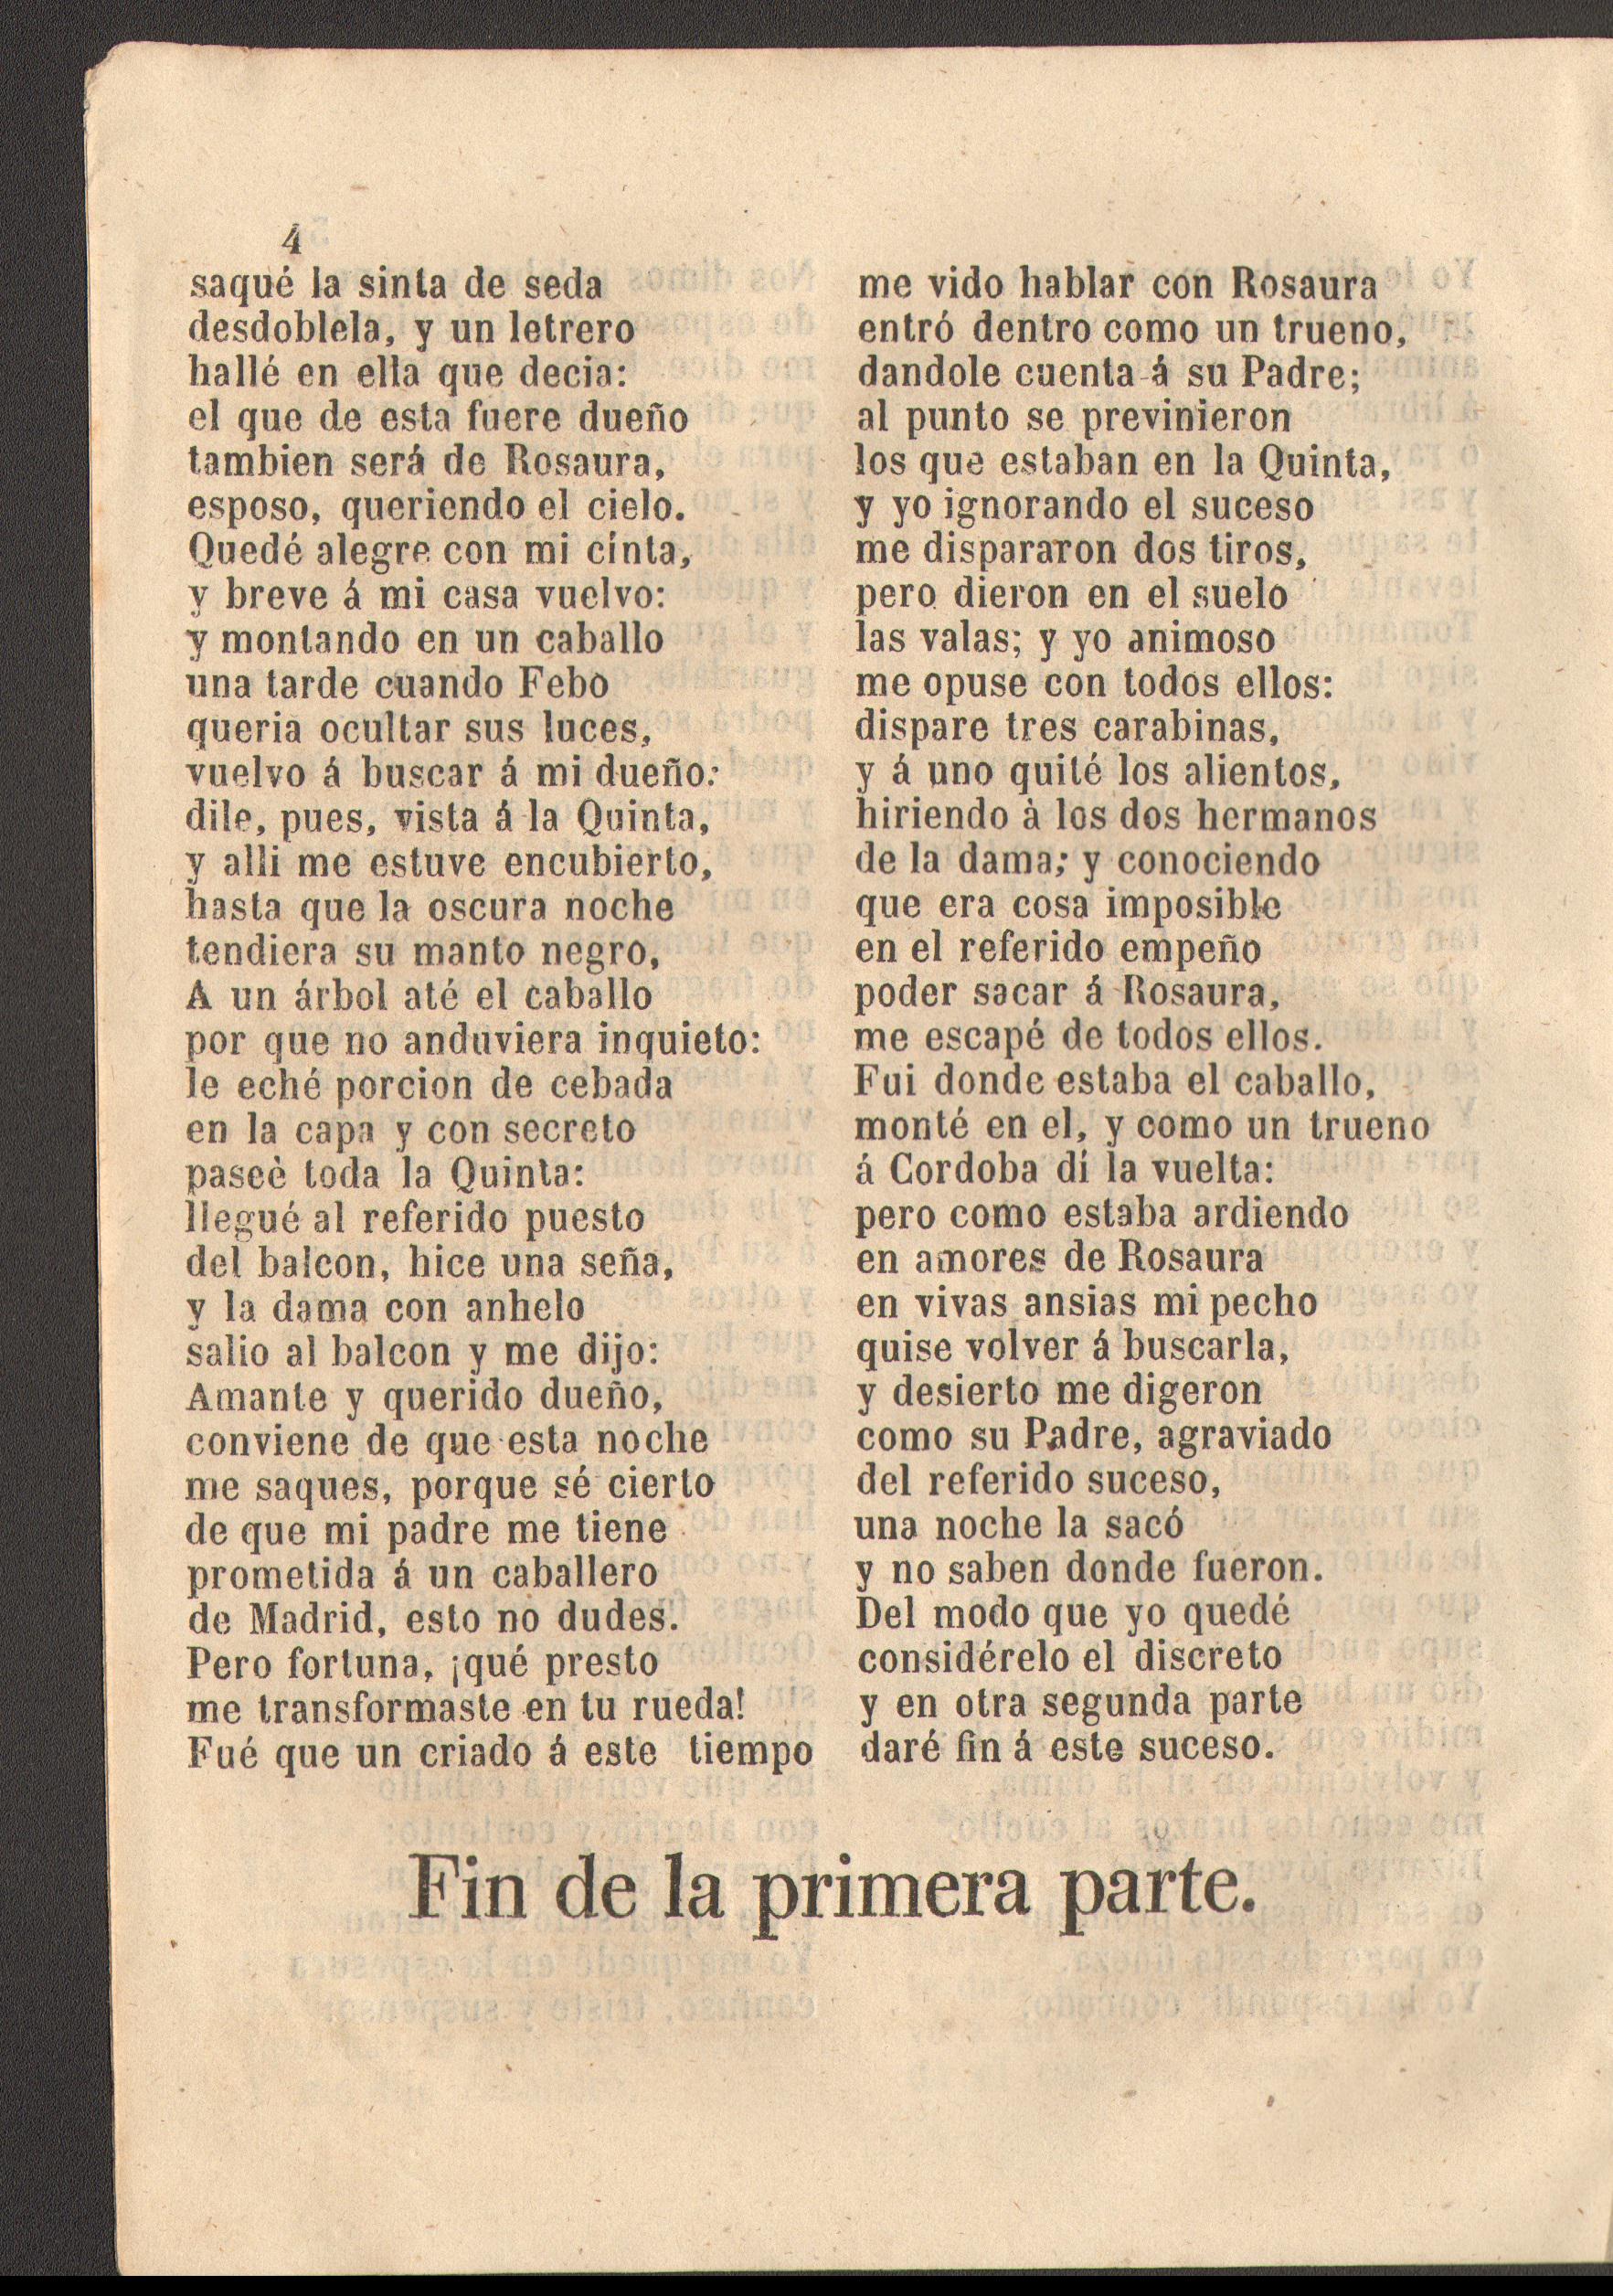 4
saqué la sinta de seda
desdoblela, y un letrero
hallé en ella que decia:
el que de esta fuere dueño
tambien será de Rosaura,
esposo, queriendo el cielo.
Quedé alegre con mi cínta,
y breve á mi casa vuelvo:
y montando en un caballo
una tarde cuando Febo
queria ocultar sus luces,
vuelvo á buscar á mi dueño:
dile, pues, vista á la Quinta,
y alli me estuve encubierto,
hasta que la oscura noche
tendiera su manto negro,
A un árbol até el caballo
por que no anduviera inquieto:
le eché porcion de cebada
en la capa y con secreto
paseè toda la Quinta:
llegué al referido puesto
del balcon, hice una seña,
y la dama con anhelo
salio al balcon y me dijo:
Amante y querido dueño,
conviene de que esta noche
me saques, porque sé cierto
de que mi padre me tiene
prometida á un caballero
de Madrid, esto no dudes.
Pero fortuna, ¡qué presto
me transformaste en tu rueda!
Fué que un criado á este tiempo
me vido hablar con Rosaura
entró dentro como un trueno,
dandole cuenta á su Padre;
al punto se previnieron
los que estaban en la Quinta,
y yo ignorando el suceso
me dispararon dos tiros,
pero dieron en el suelo
las valas; y yo animoso
me opuse con todos ellos:
dispare tres carabinas,
y á uno quité los alientos,
hiriendo à los dos hermanos
de la dama; y conociendo
que era cosa imposible
en el referido empeño
poder sacar á Rosaura,
me escapé de todos ellos.
Fui donde estaba el caballo,
monté en el, y como un trueno
á Cordoba dí la vuelta:
pero como estaba ardiendo
en amores de Rosaura
en vivas ansias mi pecho
quise volver á buscarla,
y desierto me digeron
como su Padre, agraviado
del referido suceso,
una noche la sacó
y no saben donde fueron.
Del modo que yo quedé
considérelo el discreto
y en otra segunda parte
daré fin á este suceso.
Fin de la primera parte.